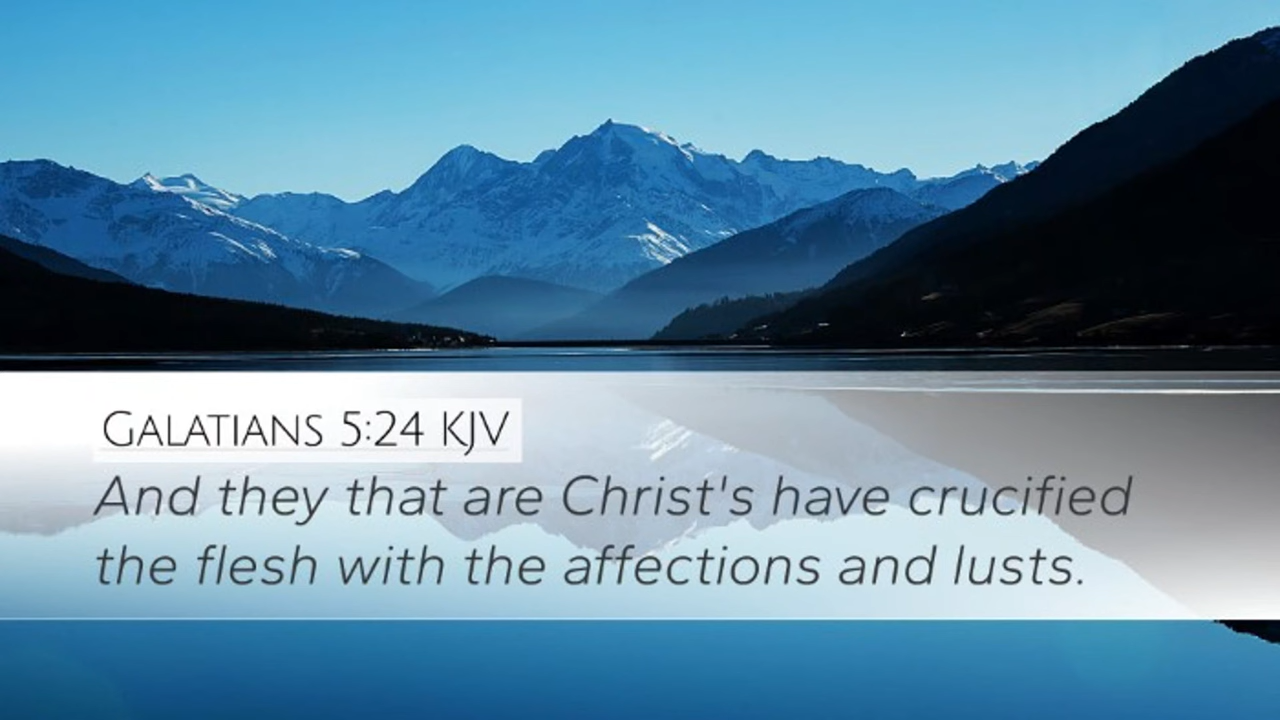 Galatians 5:24 KJV
And they that are Christ's have crucified
the flesh with the affections and lusts.